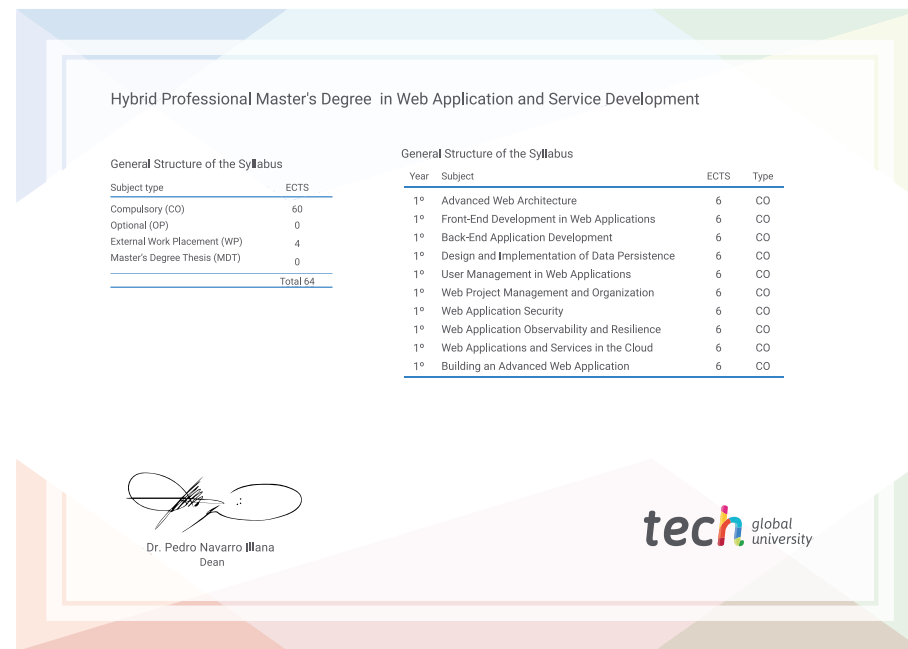 Hybrid Professional Master's Degree in Web Application and Service Development
General Structure of the Syllabus
Subject type ECTS
Compulsory (CO) 60
Optional (OP) 0
External Work Placement (WP) 4
Master's Degree Thesis (MDT) 0
Total 64
General Structure of the Syllabus
Year Subject ECTS Type
1º Advanced Web Architecture 6 CO
1º Front-End Development in Web Applications 6 CO
1º Back-End Application Development 6 CO
1º Design and Implementation of Data Persistence 6 CO
1º User Management in Web Applications 6 CO
1º Web Project Management and Organization 6 CO
1º Web Application Security 6 CO
1º Web Application Observability and Resilience 6 CO
1º Web Applications and Services in the Cloud 6 CO
1º Building an Advanced Web Application 6 CO
Dr. Pedro Navarro Illana
Dean
tech global
university